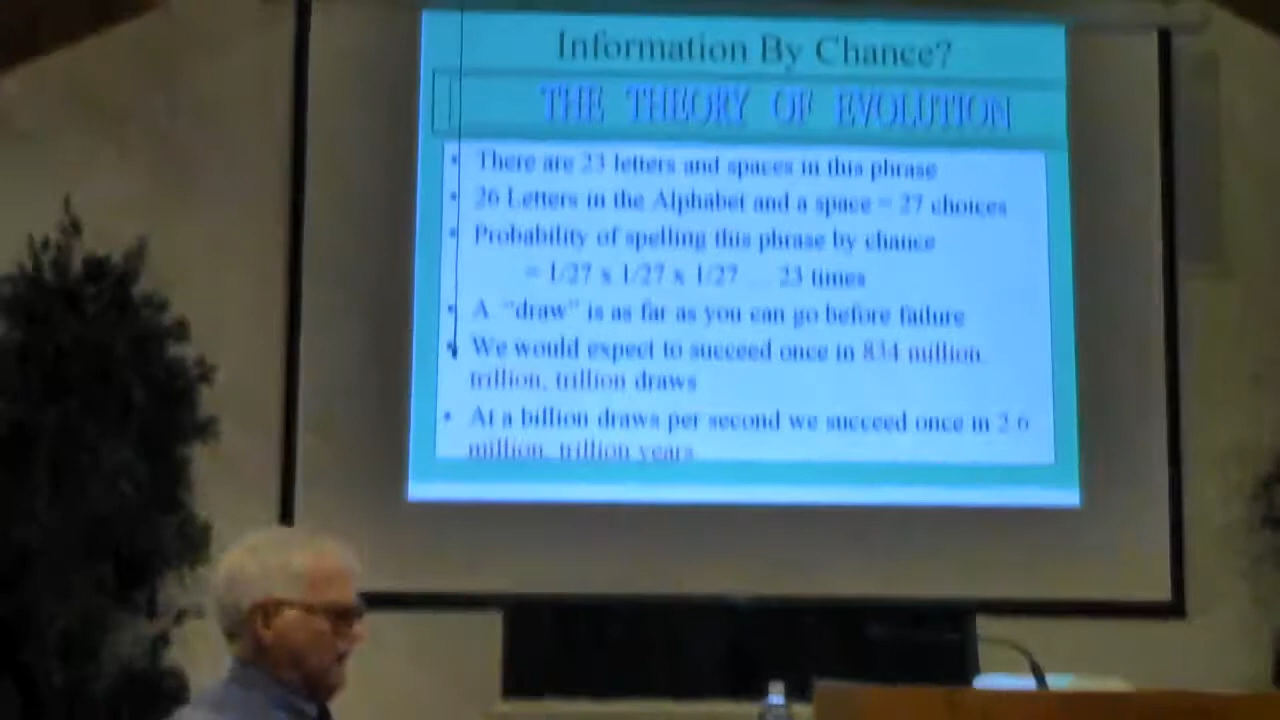 Information By Chance?
THE THEORY OF EVOLUTION
• There are 23 letters and spaces in this phrase
• 26 Letters in the Alphabet and a space = 27 choices
• Probability of spelling this phrase by chance
= 1/27 x 1/27 x 1/27 ... 23 times
• A "draw" is as far as you can go before failure
• We would expect to succeed once in 834 million,
trillion, trillion draws
• At a billion draws per second we succeed once in 2.6
million, trillion years